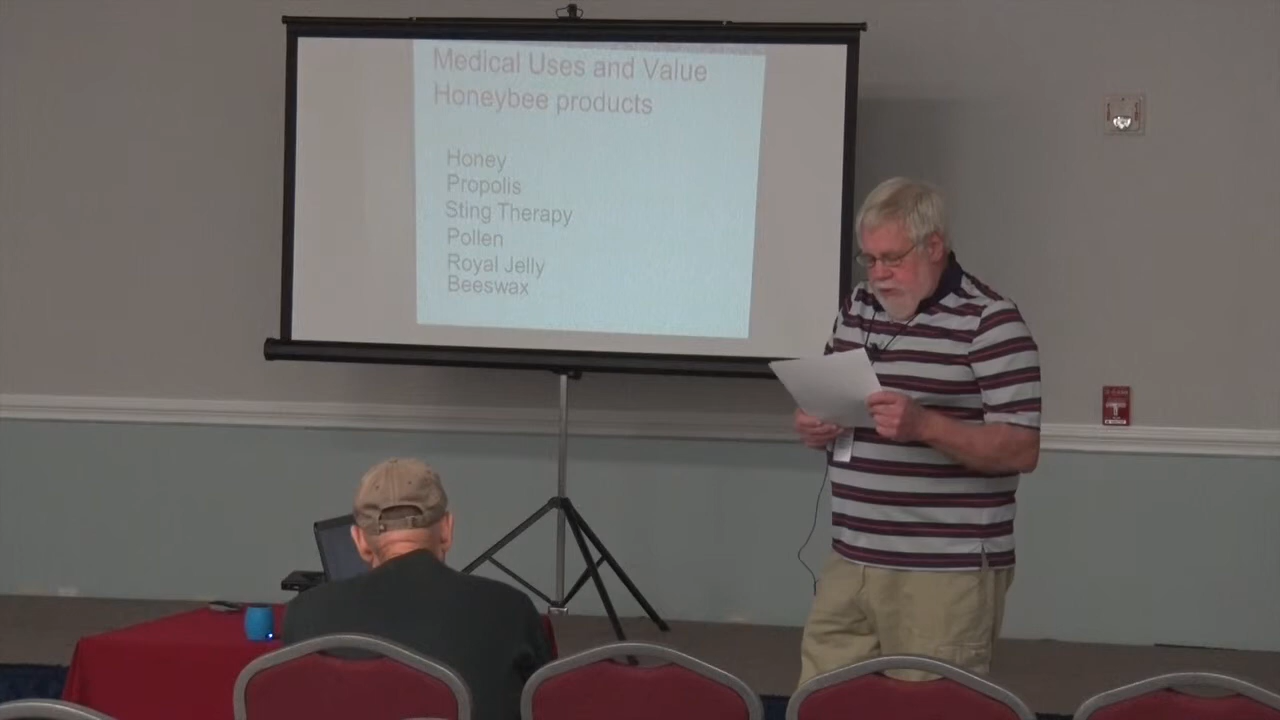 Medical Uses and Value
Honeybee products
Honey
Propolis
Sting Therapy
Pollen
Royal Jelly
Beeswax